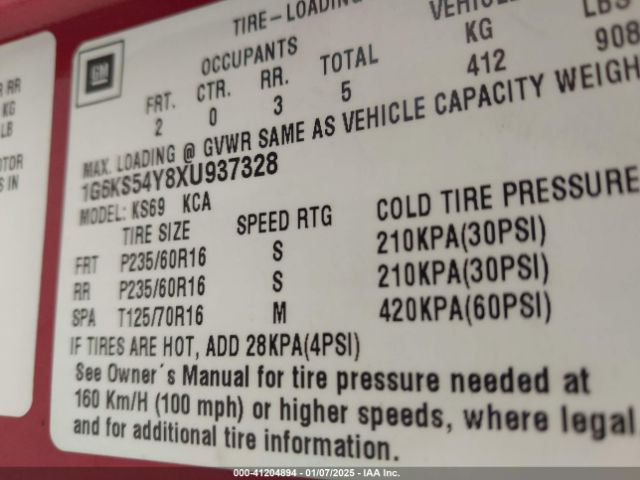 TIRE-LOADING
GM
OCCUPANTS
KG
LBS
FRT. CTR. RR. TOTAL
2 0 3 5 412 908
MAX. LOADING @ GVWR SAME AS VEHICLE CAPACITY WEIGH
1G6KS54Y8XU937328
MODEL: KS69 KCA
TIRE SIZE SPEED RTG COLD TIRE PRESSURE
FRT P235/60R16 S 210KPA(30PSI)
RR P235/60R16 S 210KPA(30PSI)
SPA T125/70R16 M 420KPA(60PSI)
IF TIRES ARE HOT, ADD 28KPA(4PSI)
See Owner's Manual for tire pressure needed at
160 Km/H (100 mph) or higher speeds, where legal
and for additional tire information.
RR
KG
LB
000-41204894 - 01/07/2025 - IAA Inc.